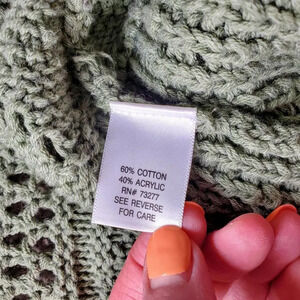 60% COTTON
40% ACRYLIC
RN# 73277
SEE REVERSE
FOR CARE